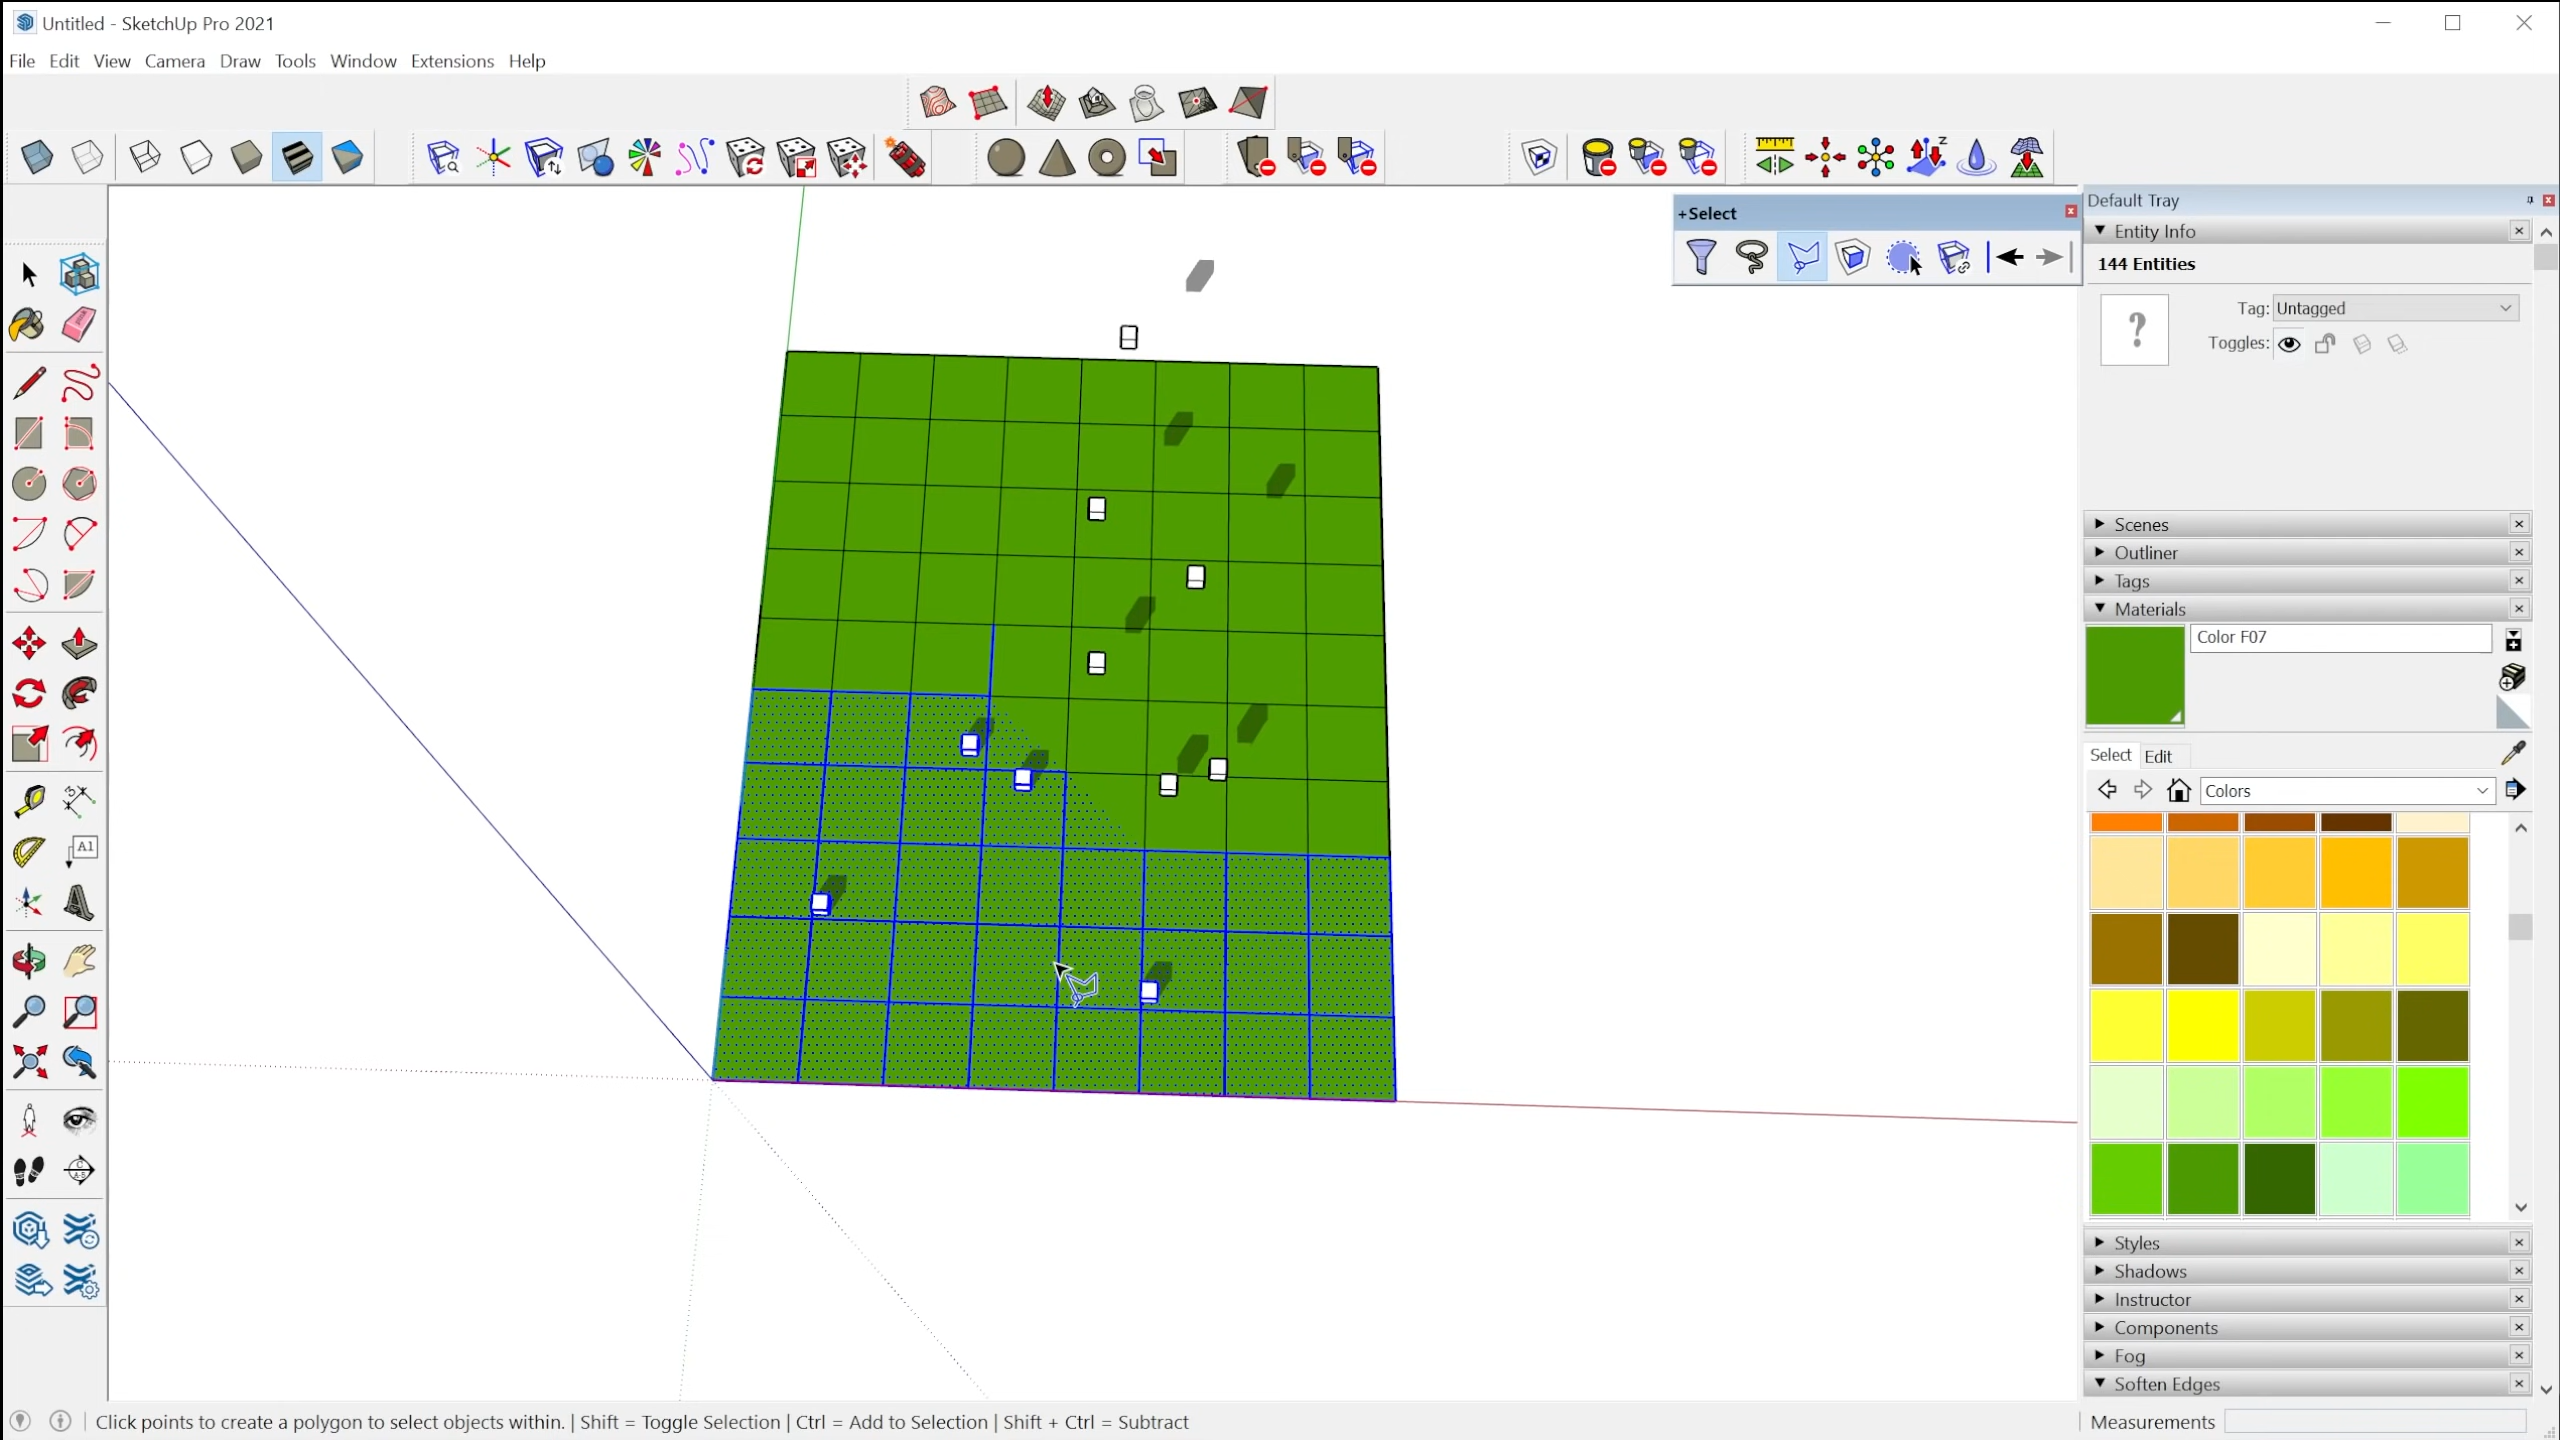 Untitled - SketchUp Pro 2021
File Edit View Camera Draw Tools Window Extensions Help
+Select
Default Tray
Entity Info
144 Entities
Tag: Untagged
?
Toggles:
Scenes
Outliner
Tags
Materials
Color F07
Select Edit
Colors
A1
Z
Styles
Shadows
Instructor
Components
Fog
Soften Edges
Click points to create a polygon to select objects within. | Shift = Toggle Selection | Ctrl = Add to Selection | Shift + Ctrl = Subtract
Measurements